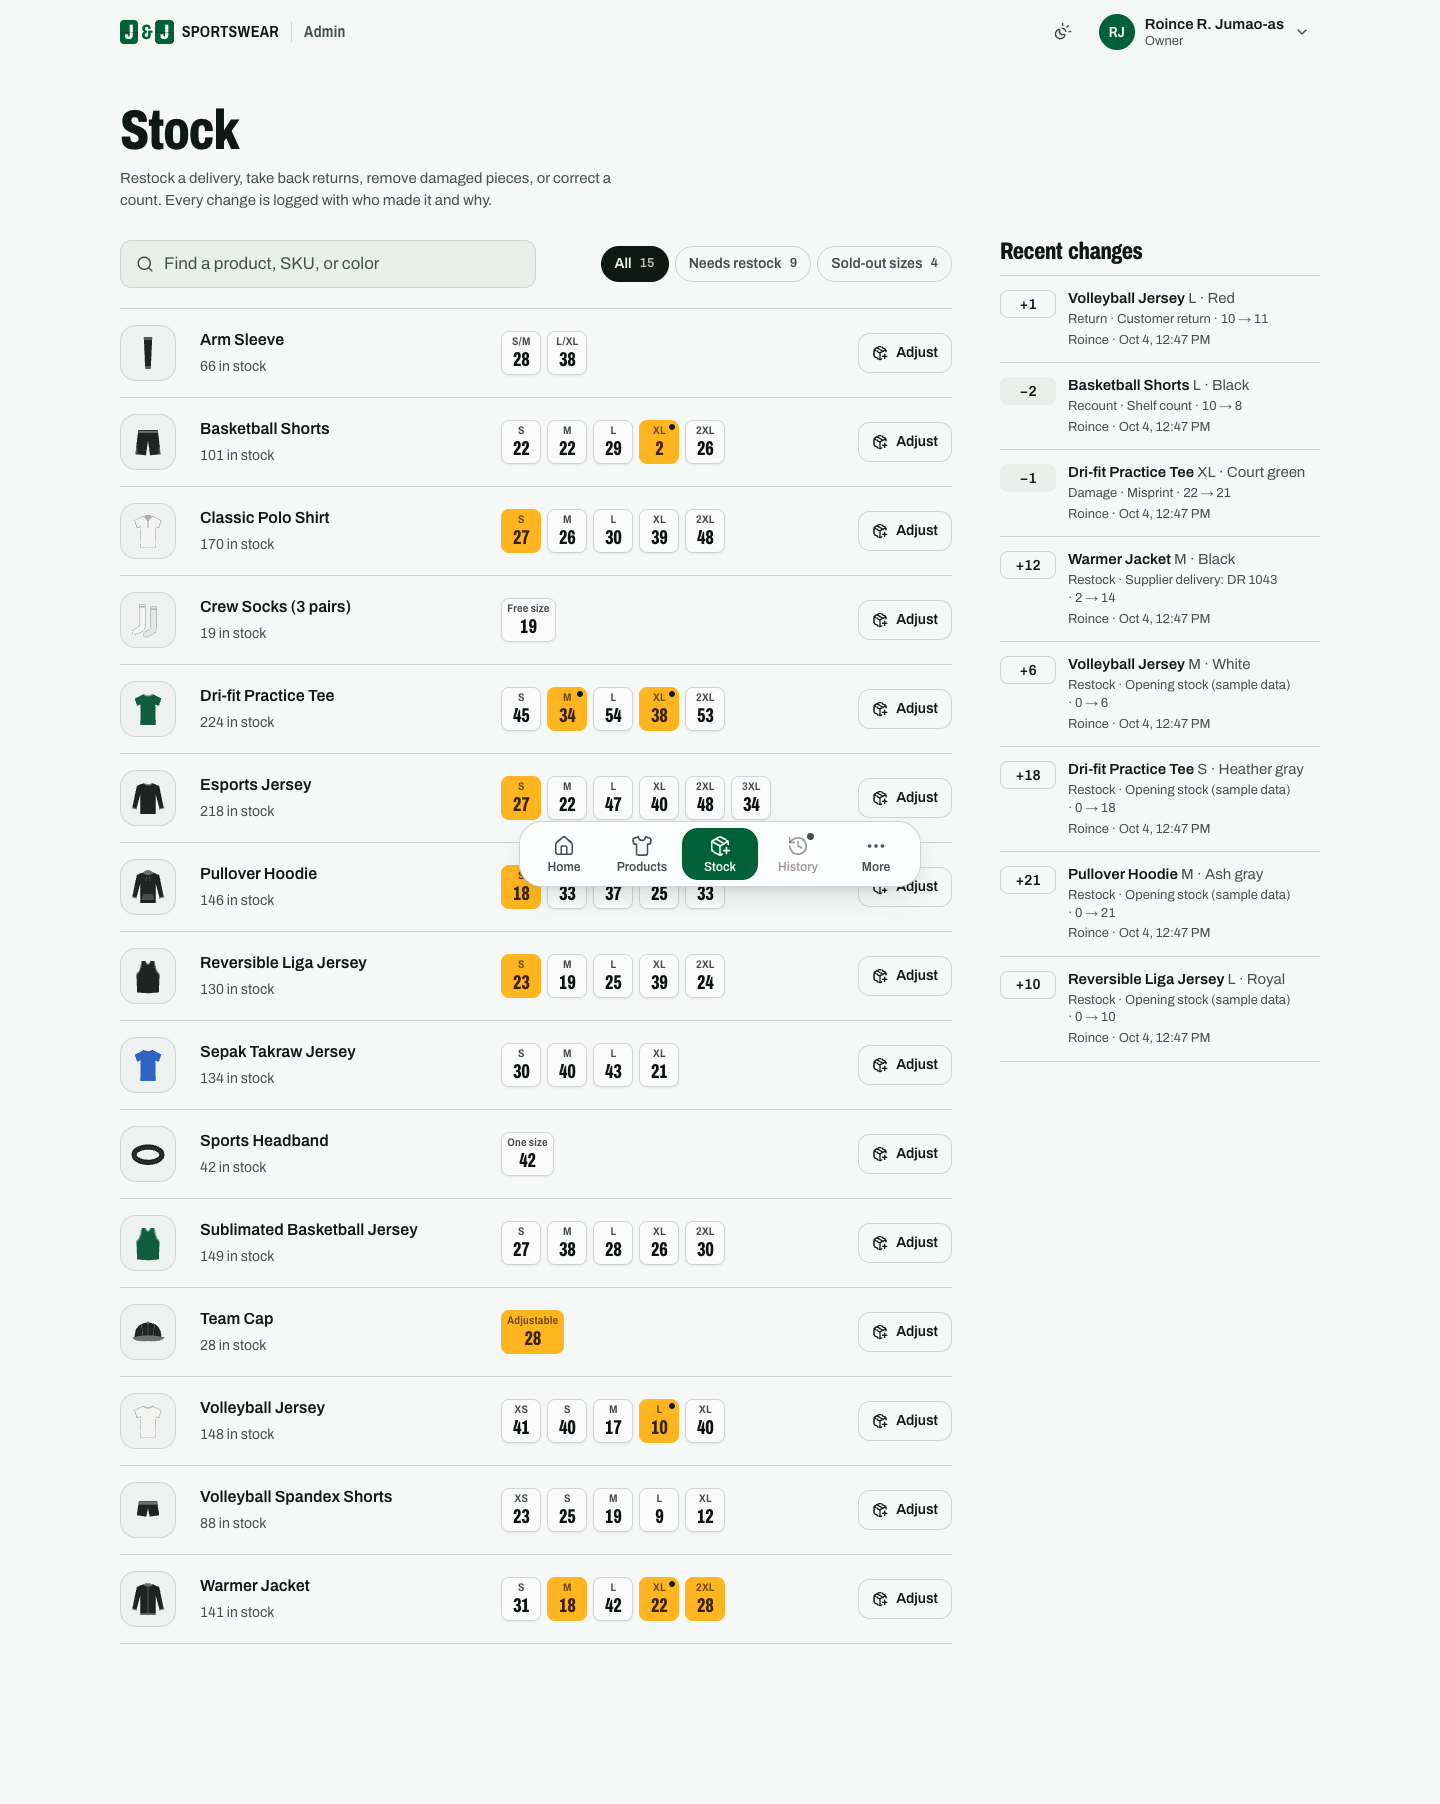 J & J SPORTSWEAR Admin
RJ Roince R. Jumao-as
Owner
Stock
Restock a delivery, take back returns, remove damaged pieces, or correct a
count. Every change is logged with who made it and why.
Find a product, SKU, or color
All 15 Needs restock 9 Sold-out sizes 4
Arm Sleeve
66 in stock
S/M L/XL
28 38
Adjust
Basketball Shorts
101 in stock
S M L XL 2XL
22 22 29 2 26
Adjust
Classic Polo Shirt
170 in stock
S M L XL 2XL
27 26 30 39 48
Adjust
Crew Socks (3 pairs)
19 in stock
Free size
19
Adjust
Dri-fit Practice Tee
224 in stock
S M L XL 2XL
45 34 54 38 53
Adjust
Esports Jersey
218 in stock
S M L XL 2XL 3XL
27 22 47 40 48 34
Adjust
Home Products Stock History More
Pullover Hoodie
146 in stock
S
18 33 37 25 33
Adjust
Reversible Liga Jersey
130 in stock
S M L XL 2XL
23 19 25 39 24
Adjust
Sepak Takraw Jersey
134 in stock
S M L XL
30 40 43 21
Adjust
Sports Headband
42 in stock
One size
42
Adjust
Sublimated Basketball Jersey
149 in stock
S M L XL 2XL
27 38 28 26 30
Adjust
Team Cap
28 in stock
Adjustable
28
Adjust
Volleyball Jersey
148 in stock
XS S M L XL
41 40 17 10 40
Adjust
Volleyball Spandex Shorts
88 in stock
XS S M L XL
23 25 19 9 12
Adjust
Warmer Jacket
141 in stock
S M L XL 2XL
31 18 42 22 28
Adjust
Recent changes
+1 Volleyball Jersey L · Red
Return · Customer return · 10 → 11
Roince · Oct 4, 12:47 PM
−2 Basketball Shorts L · Black
Recount · Shelf count · 10 → 8
Roince · Oct 4, 12:47 PM
−1 Dri-fit Practice Tee XL · Court green
Damage · Misprint · 22 → 21
Roince · Oct 4, 12:47 PM
+12 Warmer Jacket M · Black
Restock · Supplier delivery: DR 1043
· 2 → 14
Roince · Oct 4, 12:47 PM
+6 Volleyball Jersey M · White
Restock · Opening stock (sample data)
· 0 → 6
Roince · Oct 4, 12:47 PM
+18 Dri-fit Practice Tee S · Heather gray
Restock · Opening stock (sample data)
· 0 → 18
Roince · Oct 4, 12:47 PM
+21 Pullover Hoodie M · Ash gray
Restock · Opening stock (sample data)
· 0 → 21
Roince · Oct 4, 12:47 PM
+10 Reversible Liga Jersey L · Royal
Restock · Opening stock (sample data)
· 0 → 10
Roince · Oct 4, 12:47 PM